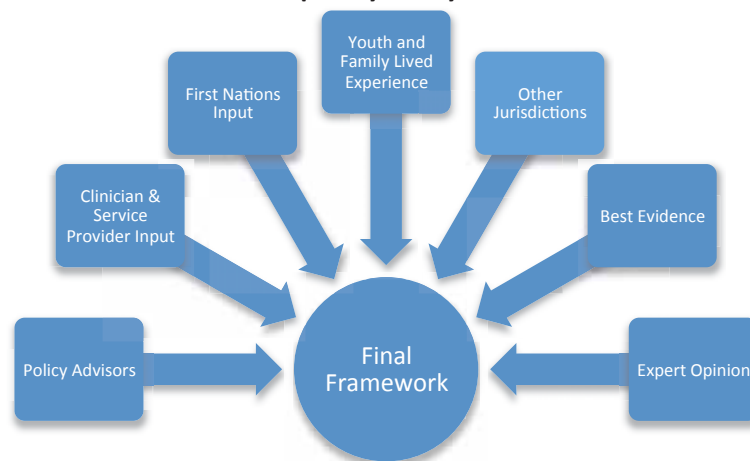 Youth and
Family Lived
Experience
First Nations
Input
Other
Jurisdictions
Clinician &
Service
Provider Input
Best Evidence
Policy Advisors
Final
Framework
Expert Opinion